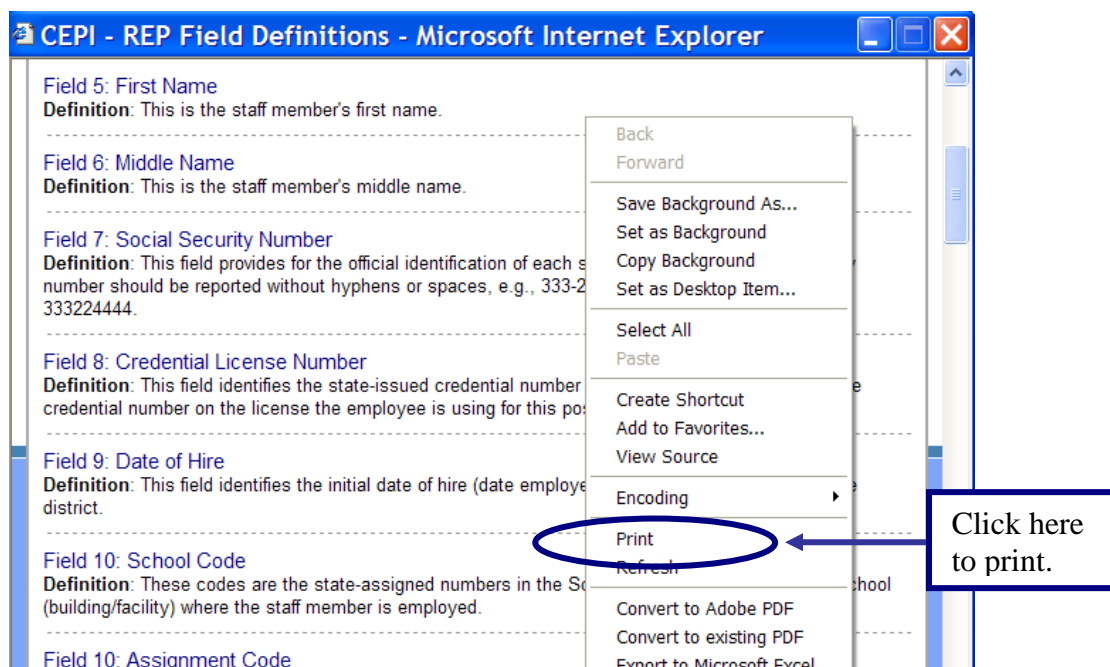 CEPI - REP Field Definitions - Microsoft Internet Explorer
Field 5: First Name
Definition: This is the staff member's first name.
Field 6: Middle Name
Definition: This is the staff member's middle name.
Field 7: Social Security Number
Definition: This field provides for the official identification of each s
number should be reported without hyphens or spaces, e.g., 333-2
333224444.
Field 8: Credential License Number
Definition: This field identifies the state-issued credential number e
credential number on the license the employee is using for this pos
Field 9: Date of Hire
Definition: This field identifies the initial date of hire (date employe
district.
Field 10: School Code
Definition: These codes are the state-assigned numbers in the Sc hool
(building/facility) where the staff member is employed.
Field 10: Assignment Code
Back
Forward
Save Background As...
Set as Background
Copy Background
Set as Desktop Item...
Select All
Paste
Create Shortcut
Add to Favorites...
View Source
Encoding
Print
Refresh
Convert to Adobe PDF
Convert to existing PDF
Export to Microsoft Excel
Click here
to print.